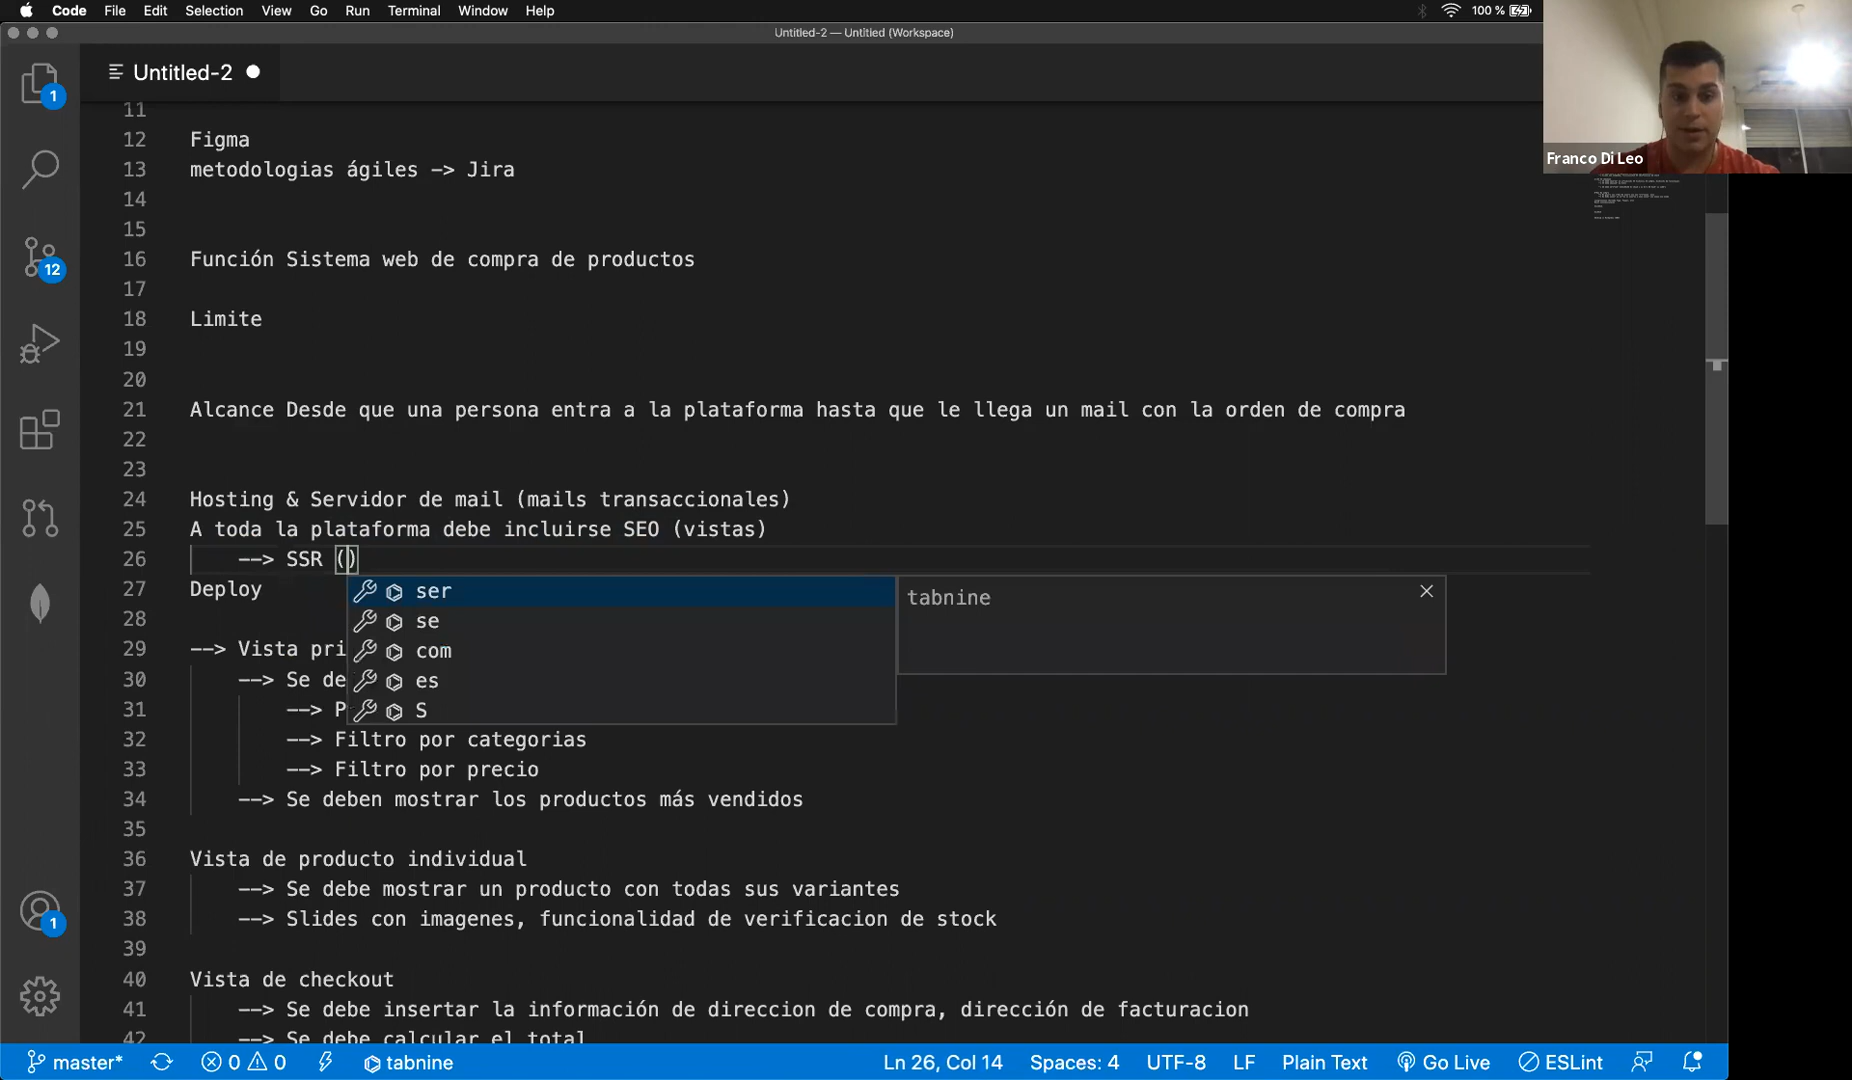 Code File Edit Selection View Go Run Terminal Window Help 100 %
Untitled-2 — Untitled (Workspace)
Untitled-2
Franco Di Leo
1
12
1
11
12 Figma
13 metodologias ágiles -> Jira
14
15
16 Función Sistema web de compra de productos
17
18 Limite
19
20
21 Alcance Desde que una persona entra a la plataforma hasta que le llega un mail con la orden de compra
22
23
24 Hosting & Servidor de mail (mails transaccionales)
25 A toda la plataforma debe incluirse SEO (vistas)
26 --> SSR ()
27 Deploy
ser
tabnine
se
com
es
S
28
29 --> Vista pri
30 --> Se de
31 --> P
32 --> Filtro por categorias
33 --> Filtro por precio
34 --> Se deben mostrar los productos más vendidos
35
36 Vista de producto individual
37 --> Se debe mostrar un producto con todas sus variantes
38 --> Slides con imagenes, funcionalidad de verificacion de stock
39
40 Vista de checkout
41 --> Se debe insertar la información de direccion de compra, dirección de facturacion
42 --> Se debe calcular el total
master* 0 0 tabnine Ln 26, Col 14 Spaces: 4 UTF-8 LF Plain Text Go Live ESLint